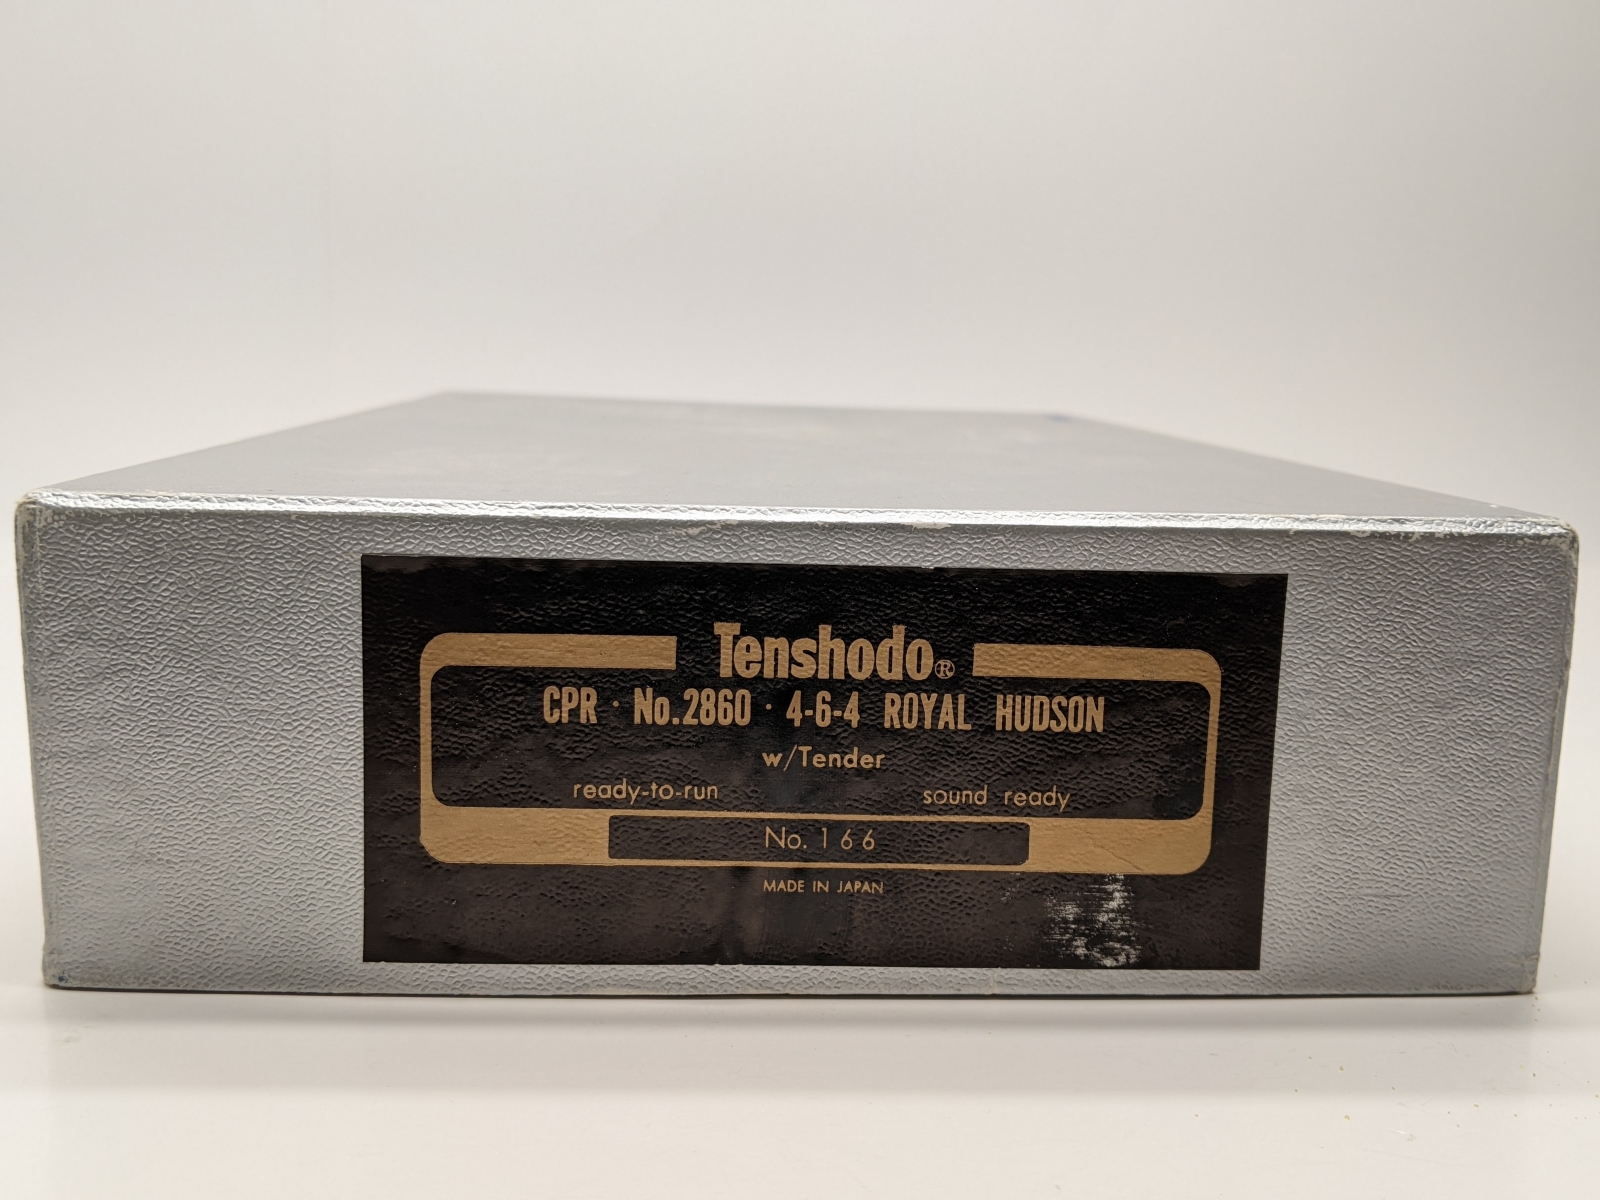 Tenshodo®
CPR · No.2860 · 4-6-4 ROYAL HUDSON
w/Tender
ready-to-run sound ready
No. 166
MADE IN JAPAN